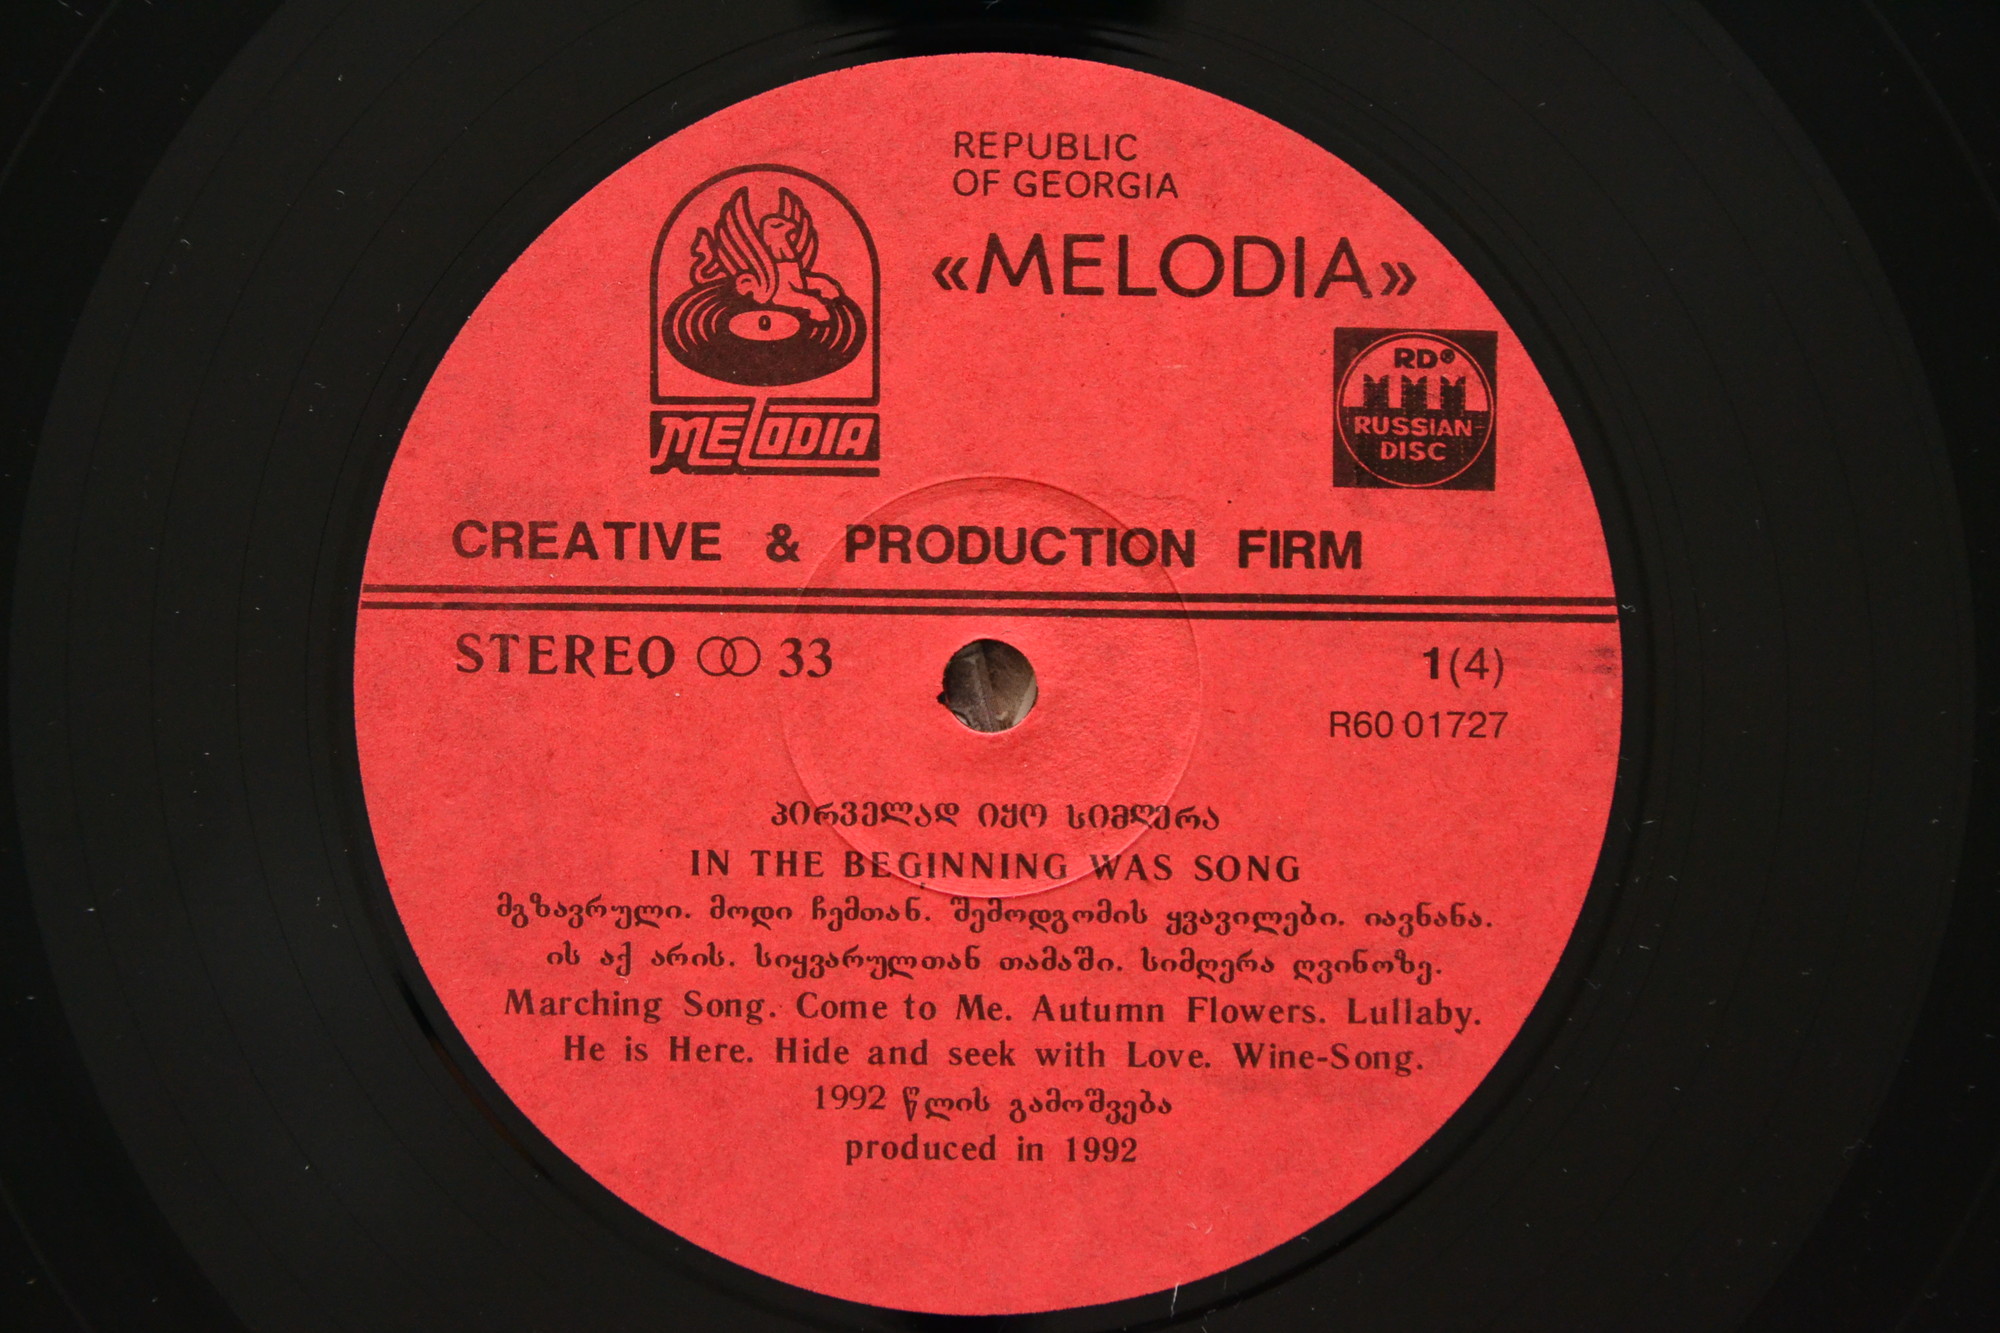 REPUBLIC
OF GEORGIA
«MELODIA»
MELODIA
RD®
RUSSIAN
DISC
CREATIVE & PRODUCTION FIRM
STEREO 33
1(4)
R60 01727
პირველად იყო სიმღერა
IN THE BEGINNING WAS SONG
მგზავრული. მოდი ჩემთან. შემოდგომის ყვავილები. იავნანა.
ის აქ არის. სიყვარულთან თამაში. სიმღერა ღვინოზე.
Marching Song. Come to Me. Autumn Flowers. Lullaby.
He is Here. Hide and seek with Love. Wine-Song.
1992 წლის გამოშვება
produced in 1992